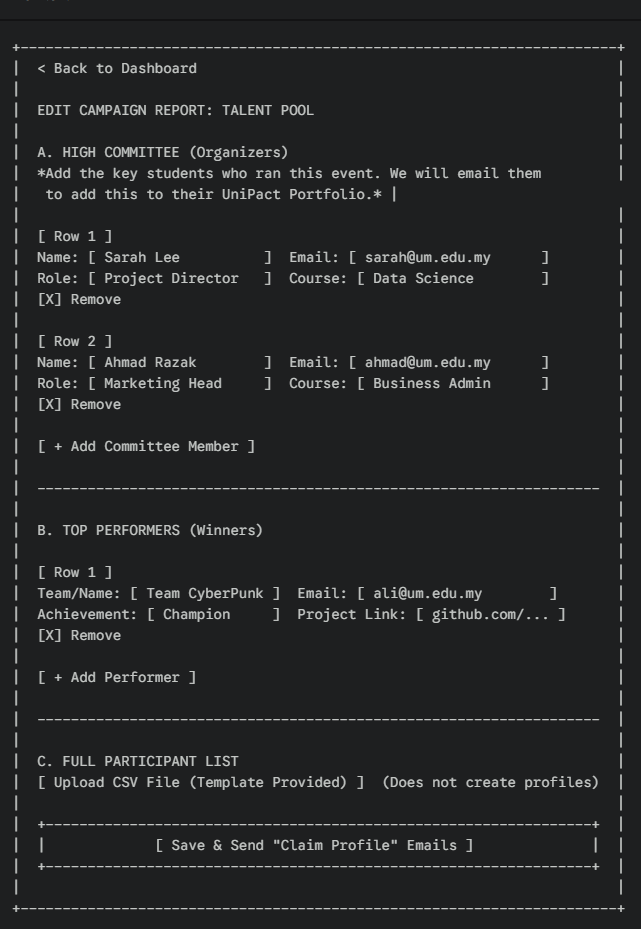 +--------------------------------------------------------------------+
|  < Back to Dashboard                                                 |
|                                                                      |
|  EDIT CAMPAIGN REPORT: TALENT POOL                                   |
|                                                                      |
|  A. HIGH COMMITTEE (Organizers)                                      |
|  *Add the key students who ran this event. We will email them        |
|   to add this to their UniPact Portfolio.* |
|                                                                      |
|  [ Row 1 ]                                                           |
|  Name: [ Sarah Lee          ]  Email: [ sarah@um.edu.my      ]       |
|  Role: [ Project Director   ]  Course: [ Data Science        ]       |
|  [X] Remove                                                          |
|                                                                      |
|  [ Row 2 ]                                                           |
|  Name: [ Ahmad Razak        ]  Email: [ ahmad@um.edu.my      ]       |
|  Role: [ Marketing Head     ]  Course: [ Business Admin      ]       |
|  [X] Remove                                                          |
|                                                                      |
|  [ + Add Committee Member ]                                          |
|                                                                      |
|  -------------------------------------------------------------------  |
|                                                                      |
|  B. TOP PERFORMERS (Winners)                                         |
|                                                                      |
|  [ Row 1 ]                                                           |
|  Team/Name: [ Team CyberPunk ]  Email: [ ali@um.edu.my        ]      |
|  Achievement: [ Champion     ]  Project Link: [ github.com/... ]     |
|  [X] Remove                                                          |
|                                                                      |
|  [ + Add Performer ]                                                 |
|                                                                      |
|  -------------------------------------------------------------------  |
|                                                                      |
|  C. FULL PARTICIPANT LIST                                            |
|  [ Upload CSV File (Template Provided) ]  (Does not create profiles)  |
|                                                                      |
|  +-----------------------------------------------------------------+  |
|  |             [ Save & Send "Claim Profile" Emails ]              |  |
|  +-----------------------------------------------------------------+  |
|                                                                      |
+--------------------------------------------------------------------+